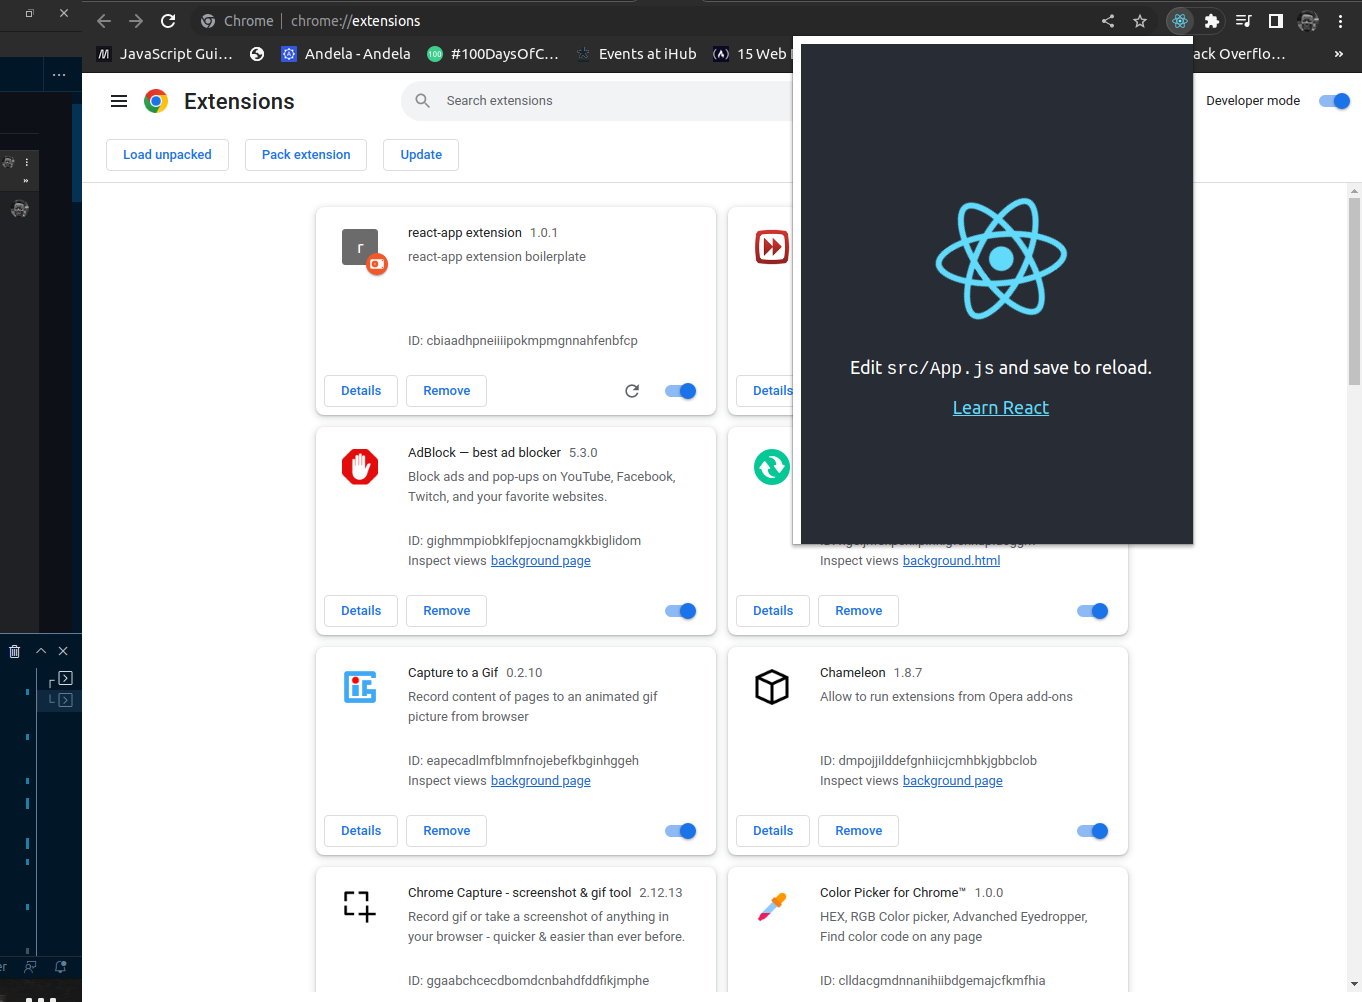 Chrome | chrome://extensions
JavaScript Gui...
Andela - Andela
#100DaysOfC...
Events at iHub
15 Web
ack Overflo...
»
Extensions
Search extensions
Developer mode
Load unpacked
Pack extension
Update
react-app extension 1.0.1
react-app extension boilerplate
ID: cbiaadhpneiiiipokmpmgnnahfenbfcp
Details
Remove
Details
Edit src/App.js and save to reload.
Learn React
AdBlock — best ad blocker 5.3.0
Block ads and pop-ups on YouTube, Facebook,
Twitch, and your favorite websites.
ID: gighmmpiobklfepjocnamgkkbiglidom
Inspect views background page
Details
Remove
Inspect views background.html
Details
Remove
Capture to a Gif 0.2.10
Record content of pages to an animated gif
picture from browser
ID: eapecadlmfblmnfnojebefkbginhggeh
Inspect views background page
Details
Remove
Chameleon 1.8.7
Allow to run extensions from Opera add-ons
ID: dmpojjilddefgnhiicjcmhbkjgbbclob
Inspect views background page
Details
Remove
Chrome Capture - screenshot & gif tool 2.12.13
Record gif or take a screenshot of anything in
your browser - quicker & easier than ever before.
ID: ggaabchcecdbomdcnbahdfddfikjmphe
Color Picker for Chrome™ 1.0.0
HEX, RGB Color picker, Advanched Eyedropper,
Find color code on any page
ID: clldacgmdnnanihiibdgemajcfkmfhia